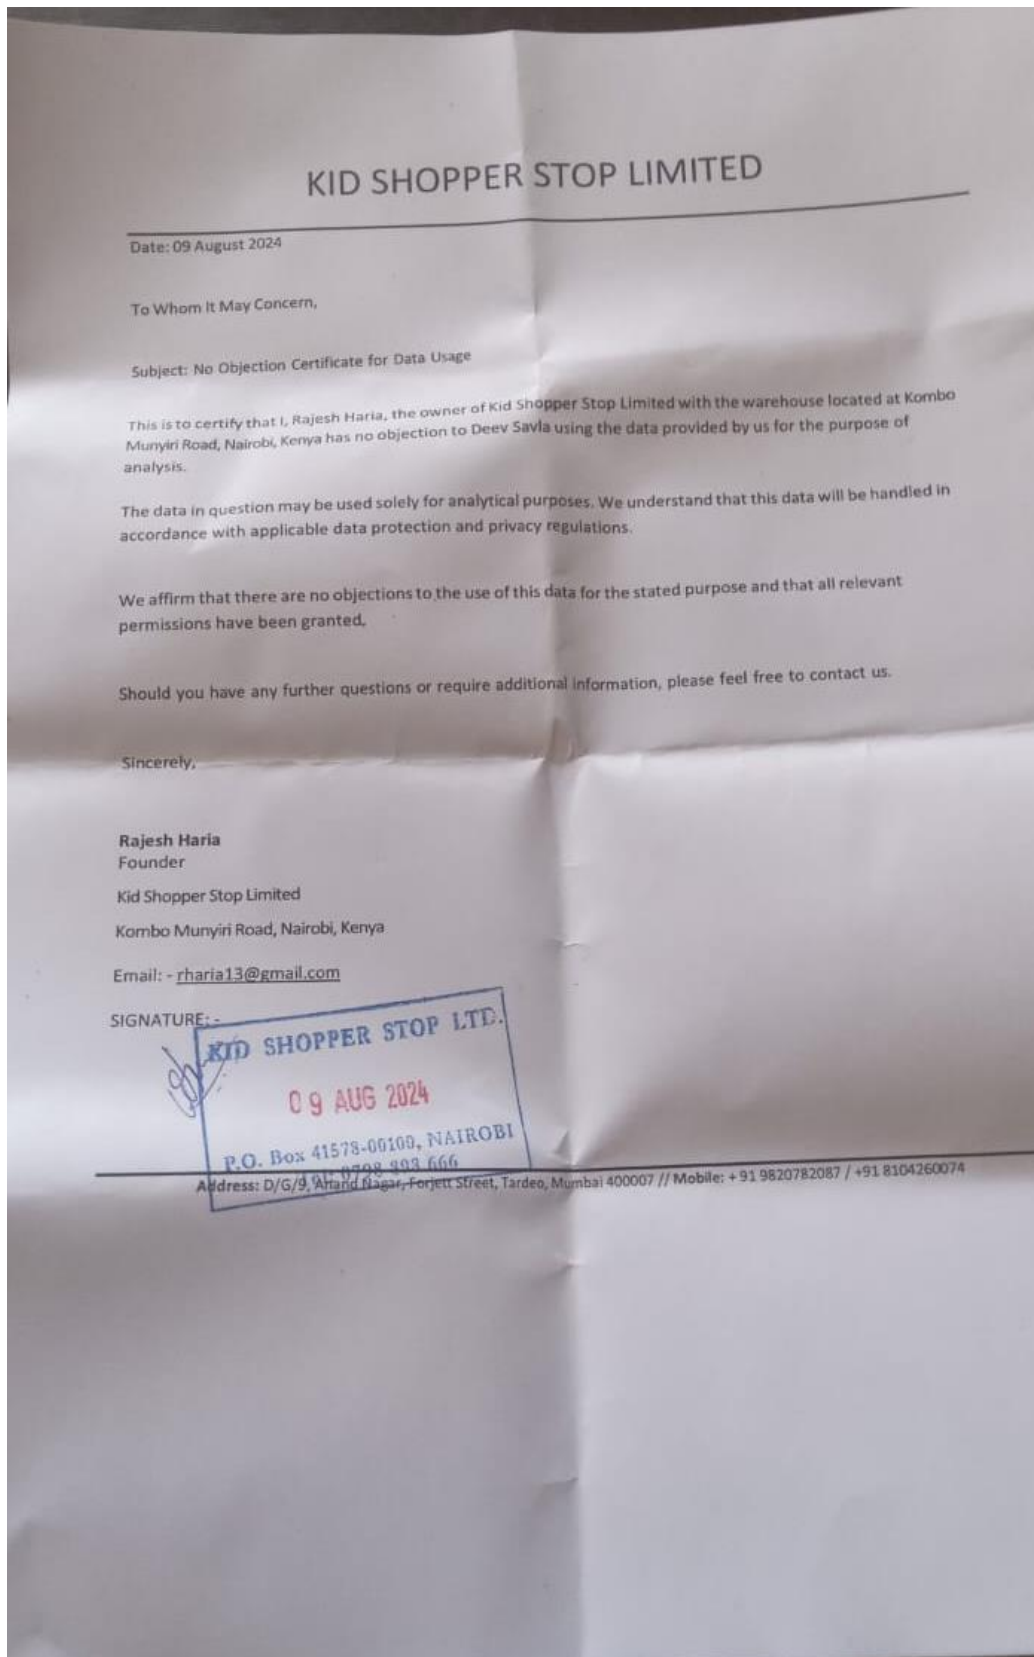 KID SHOPPER STOP LIMITED
Date: 09 August 2024
To Whom It May Concern,
Subject: No Objection Certificate for Data Usage
This is to certify that I, Rajesh Haria, the owner of Kid Shopper Stop Limited with the warehouse located at Kombo
Munyiri Road, Nairobi, Kenya has no objection to Deev Savla using the data provided by us for the purpose of
analysis.
The data in question may be used solely for analytical purposes. We understand that this data will be handled in
accordance with applicable data protection and privacy regulations.
We affirm that there are no objections to the use of this data for the stated purpose and that all relevant
permissions have been granted.
Should you have any further questions or require additional information, please feel free to contact us.
Sincerely,
Rajesh Haria
Founder
Kid Shopper Stop Limited
Kombo Munyiri Road, Nairobi, Kenya
Email: - rharia13@gmail.com
SIGNATURE: -
KID SHOPPER STOP LTD.
09 AUG 2024
P.O. Box 41578-00100, NAIROBI
666
Address: D/G/9, Anand Nagar, Forjett Street, Tardeo, Mumbai 400007 // Mobile: +91 9820782087 / +91 8104260074